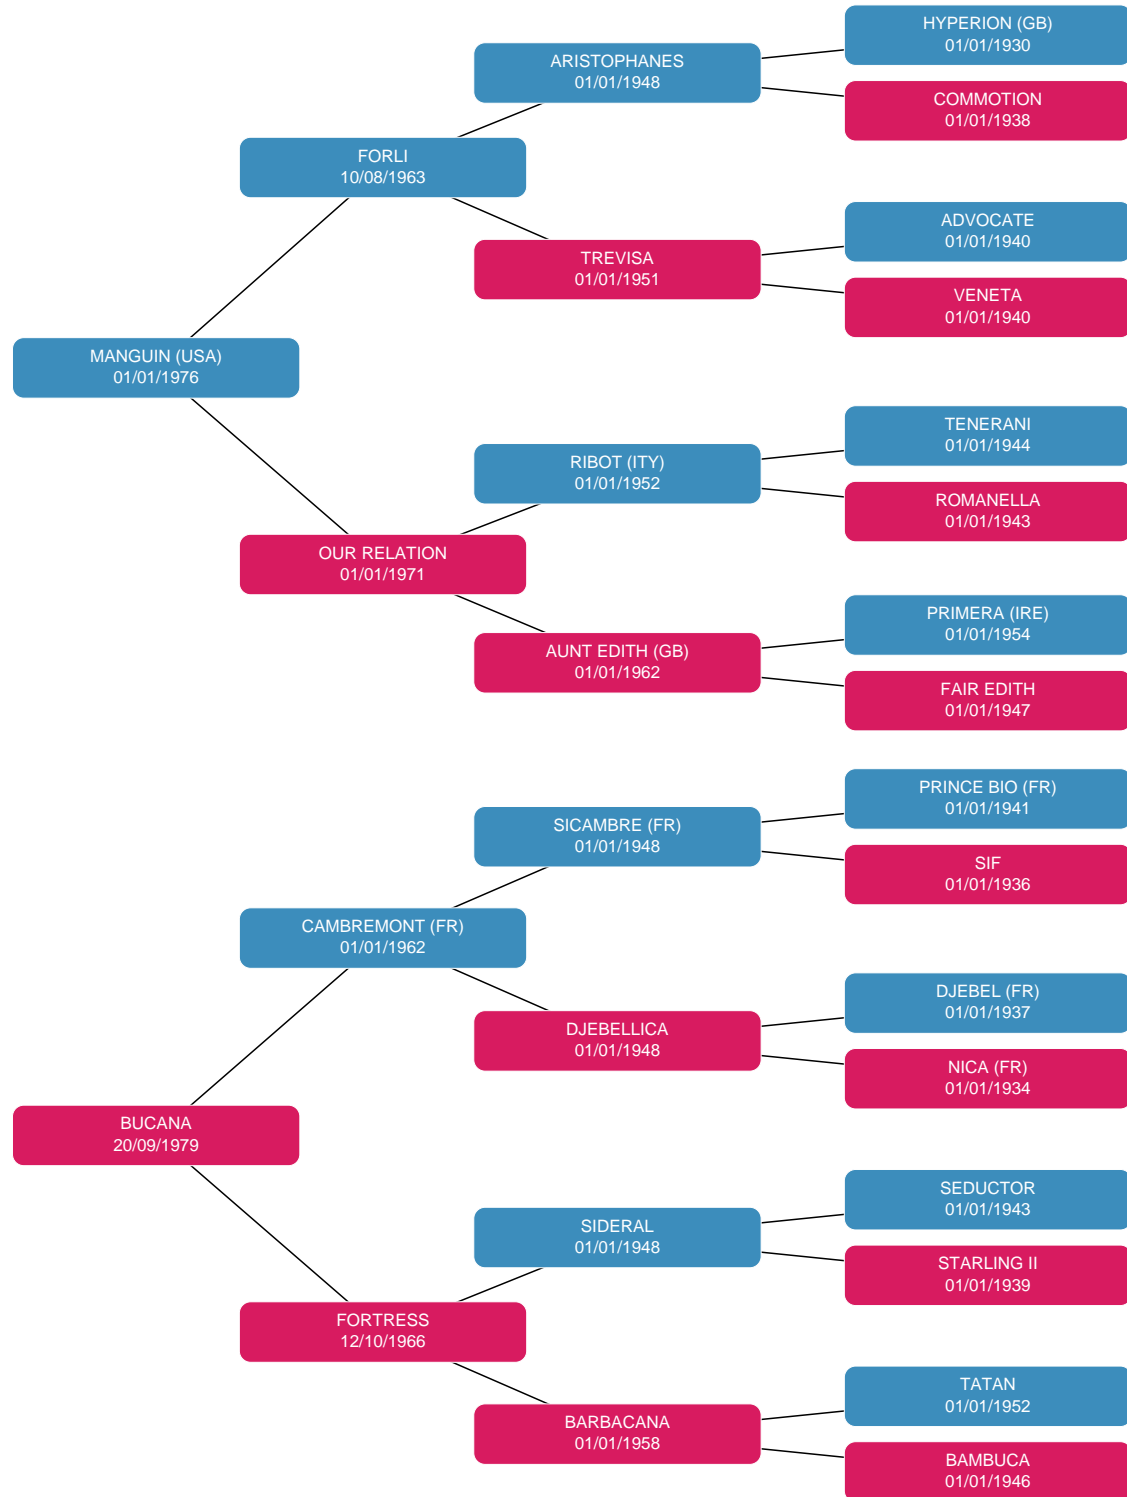 HYPERION (GB)
01/01/1930
ARISTOPHANES
01/01/1948
COMMOTION
01/01/1938
FORLI
10/08/1963
ADVOCATE
01/01/1940
TREVISA
01/01/1951
VENETA
01/01/1940
MANGUIN (USA)
01/01/1976
TENERANI
01/01/1944
RIBOT (ITY)
01/01/1952
ROMANELLA
01/01/1943
OUR RELATION
01/01/1971
PRIMERA (IRE)
01/01/1954
AUNT EDITH (GB)
01/01/1962
FAIR EDITH
01/01/1947
PRINCE BIO (FR)
01/01/1941
SICAMBRE (FR)
01/01/1948
SIF
01/01/1936
CAMBREMONT (FR)
01/01/1962
DJEBEL (FR)
01/01/1937
DJEBELLICA
01/01/1948
NICA (FR)
01/01/1934
BUCANA
20/09/1979
SEDUCTOR
01/01/1943
SIDERAL
01/01/1948
STARLING II
01/01/1939
FORTRESS
12/10/1966
TATAN
01/01/1952
BARBACANA
01/01/1958
BAMBUCA
01/01/1946